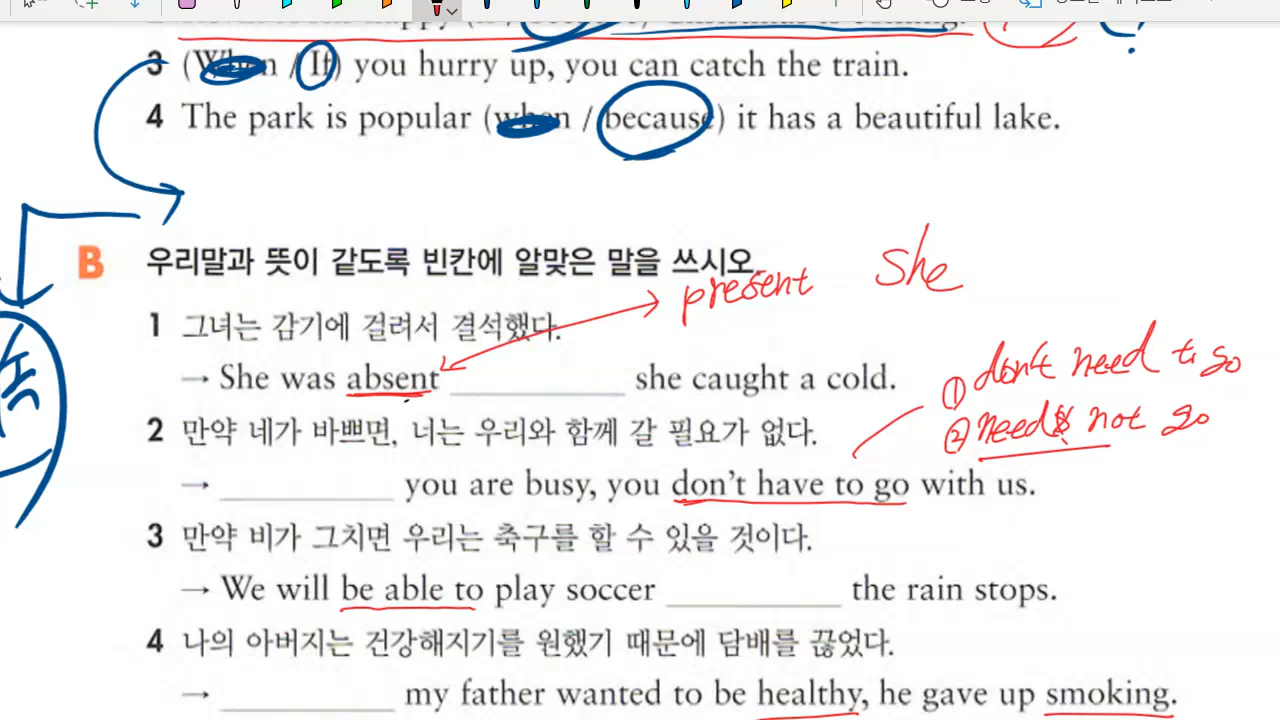 3 (When / If) you hurry up, you can catch the train.
4 The park is popular (when / because) it has a beautiful lake.
B 우리말과 뜻이 같도록 빈칸에 알맞은 말을 쓰시오.
present She
1 그녀는 감기에 걸려서 결석했다.
→ She was absent __________ she caught a cold.
① don't need to go
② need not go
2 만약 네가 바쁘면, 너는 우리와 함께 갈 필요가 없다.
→ __________ you are busy, you don't have to go with us.
3 만약 비가 그치면 우리는 축구를 할 수 있을 것이다.
→ We will be able to play soccer __________ the rain stops.
4 나의 아버지는 건강해지기를 원했기 때문에 담배를 끊었다.
→ __________ my father wanted to be healthy, he gave up smoking.